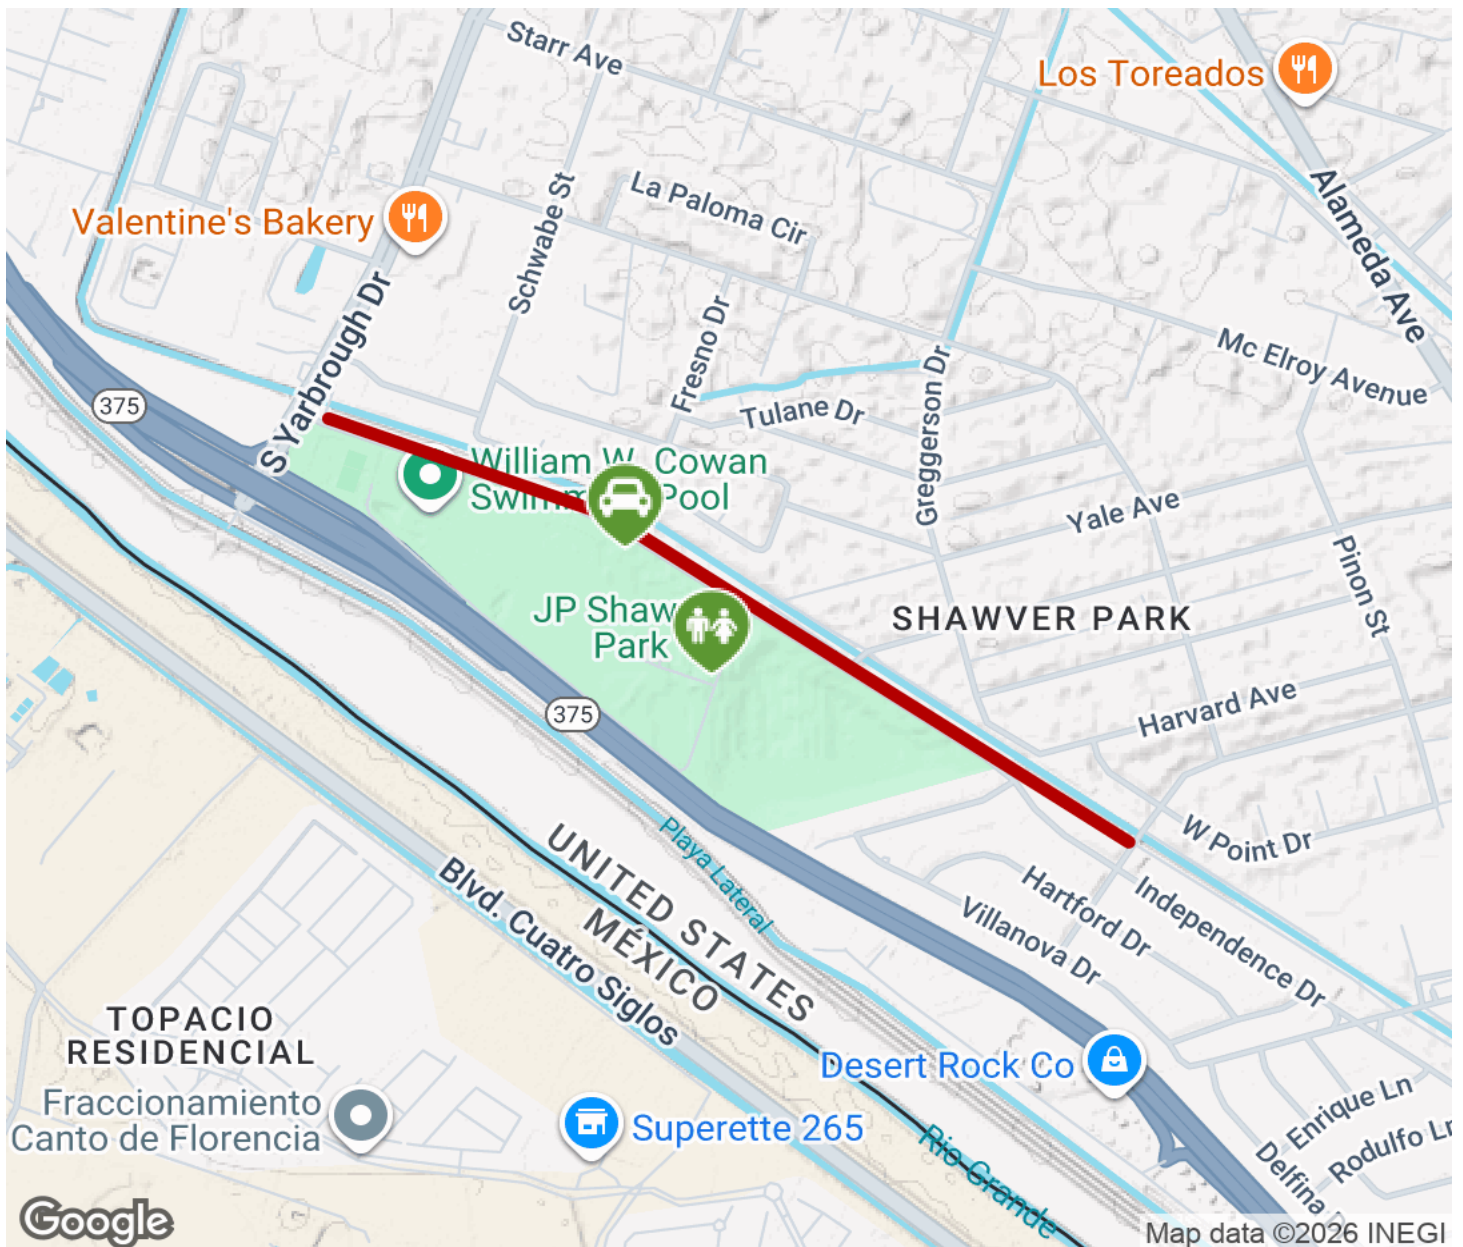 Starr Ave
Los Toreados
Alameda Ave
La Paloma Cir
Valentine's Bakery
Schwabe St
S Yarbrough Dr
Fresno Dr
Mc Elroy Avenue
375
Tulane Dr
Greggerson Dr
William W. Cowan
Pool
Yale Ave
Pinon St
JP Shaw
Park
SHAWVER PARK
Harvard Ave
375
W Point Dr
Playa Lateral
UNITED STATES
MÉXICO
Blvd. Cuatro Siglos
Hartford Dr
Independence Dr
Villanova Dr
TOPACIO
RESIDENCIAL
Desert Rock Co
Fraccionamiento
Canto de Florencia
Superette 265
Enrique Ln
Rodulfo Ln
Delfina
Rio Grande
Google
Map data ©2026 INEGI